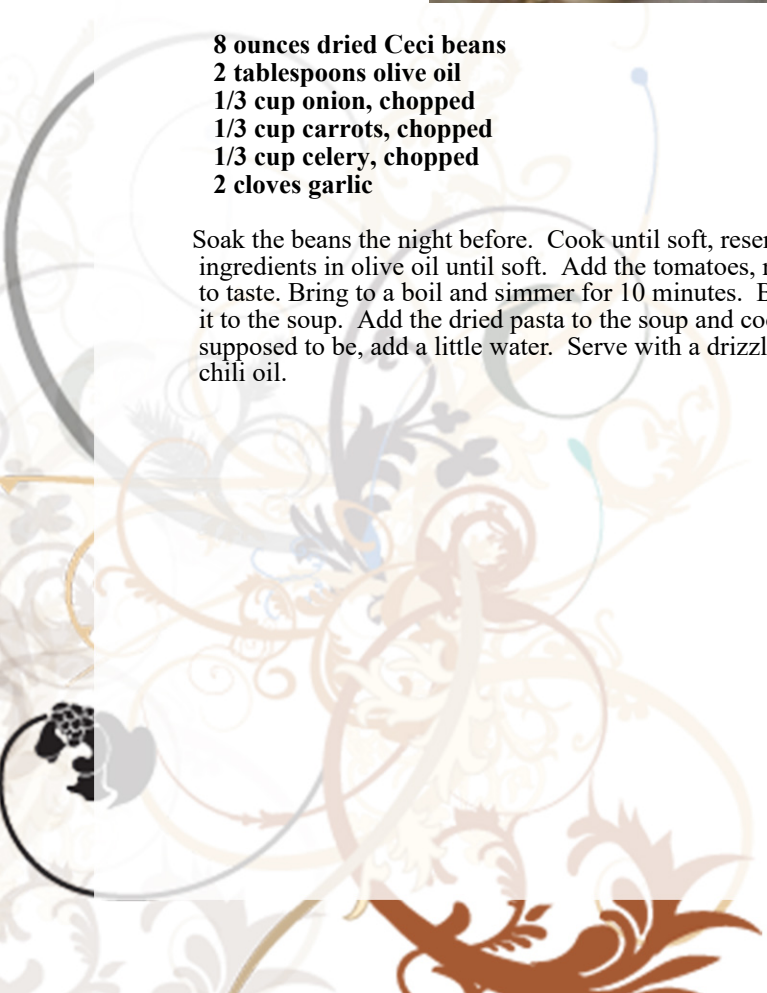 8 ounces dried Ceci beans
2 tablespoons olive oil
1/3 cup onion, chopped
1/3 cup carrots, chopped
1/3 cup celery, chopped
2 cloves garlic
Soak the beans the night before. Cook until soft,
ingredients in olive oil until soft. Add the tomatoes,
to taste. Bring to a boil and simmer for 10 minutes.
it to the soup. Add the dried pasta to the soup and
supposed to be, add a little water. Serve with a
chili oil.